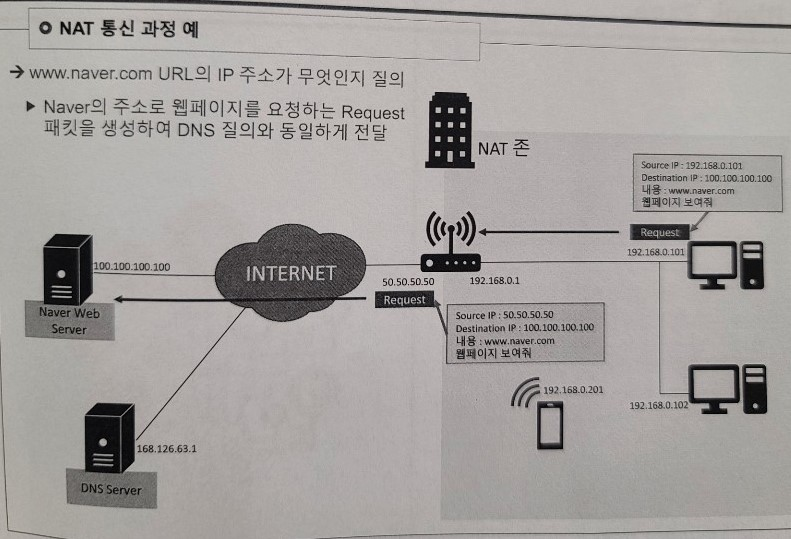 NAT 통신 과정 예
→ www.naver.com URL의 IP 주소가 무엇인지 질의
▶ Naver의 주소로 웹페이지를 요청하는 Request
패킷을 생성하여 DNS 질의와 동일하게 전달
NAT 존
Source IP : 192.168.0.101
Destination IP : 100.100.100.100
내용 : www.naver.com
웹페이지 보여줘
Request
192.168.0.101
100.100.100.100
INTERNET
50.50.50.50
192.168.0.1
Naver Web
Server
Request
Source IP : 50.50.50.50
Destination IP : 100.100.100.100
내용 : www.naver.com
웹페이지 보여줘
192.168.0.201
192.168.0.102
168.126.63.1
DNS Server